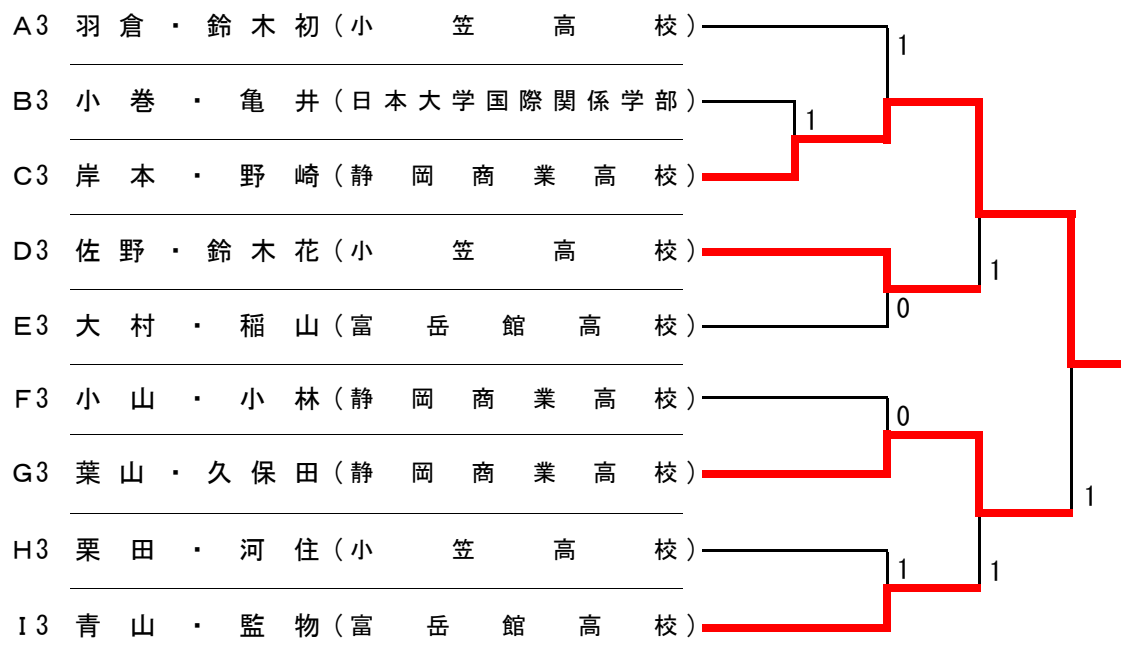 A3 羽倉・鈴木初(小笠高校)
1
B3 小巻・亀井(日本大学国際関係学部)
1
C3 岸本・野崎(静岡商業高校)
D3 佐野・鈴木花(小笠高校)
1
0
E3 大村・稲山(富岳館高校)
F3 小山・小林(静岡商業高校)
0
G3 葉山・久保田(静岡商業高校)
1
H3 栗田・河住(小笠高校)
1
1
I3 青山・監物(富岳館高校)